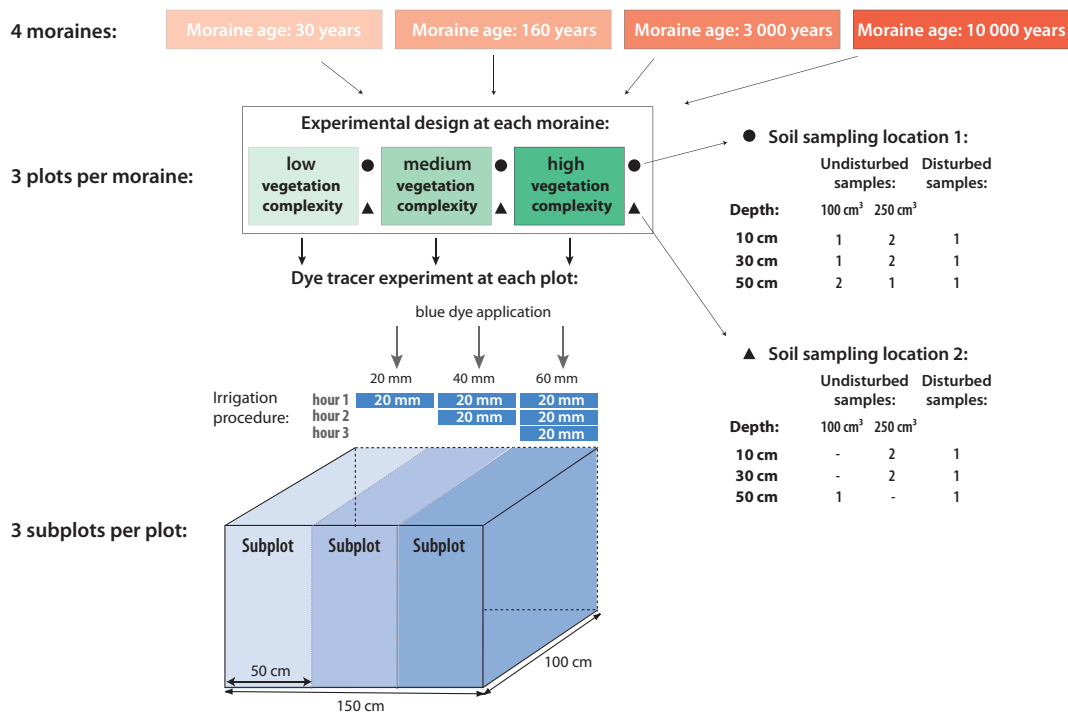 4 moraines:
Moraine age: 30 years
Moraine age: 160 years
Moraine age: 3 000 years
Moraine age: 10 000 years
Experimental design at each moraine:
3 plots per moraine:
low
vegetation
complexity
medium
vegetation
complexity
high
vegetation
complexity
Soil sampling location 1:
Undisturbed Disturbed
samples: samples:
Depth: 100 cm³ 250 cm³
10 cm 1 2 1
30 cm 1 2 1
50 cm 2 1 1
Dye tracer experiment at each plot:
blue dye application
20 mm 40 mm 60 mm
Irrigation
procedure:
hour 1 20 mm 20 mm 20 mm
hour 2 20 mm 20 mm
hour 3 20 mm
Soil sampling location 2:
Undisturbed Disturbed
samples: samples:
Depth: 100 cm³ 250 cm³
10 cm - 2 1
30 cm - 2 1
50 cm 1 - 1
3 subplots per plot:
Subplot Subplot Subplot
50 cm
100 cm
150 cm